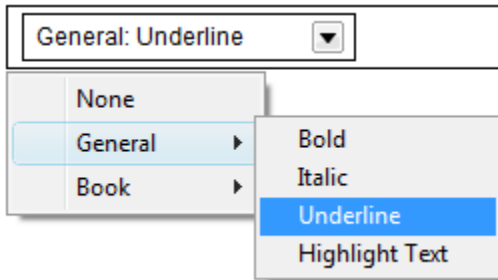 General: Underline
None
General
Book
Bold
Italic
Underline
Highlight Text